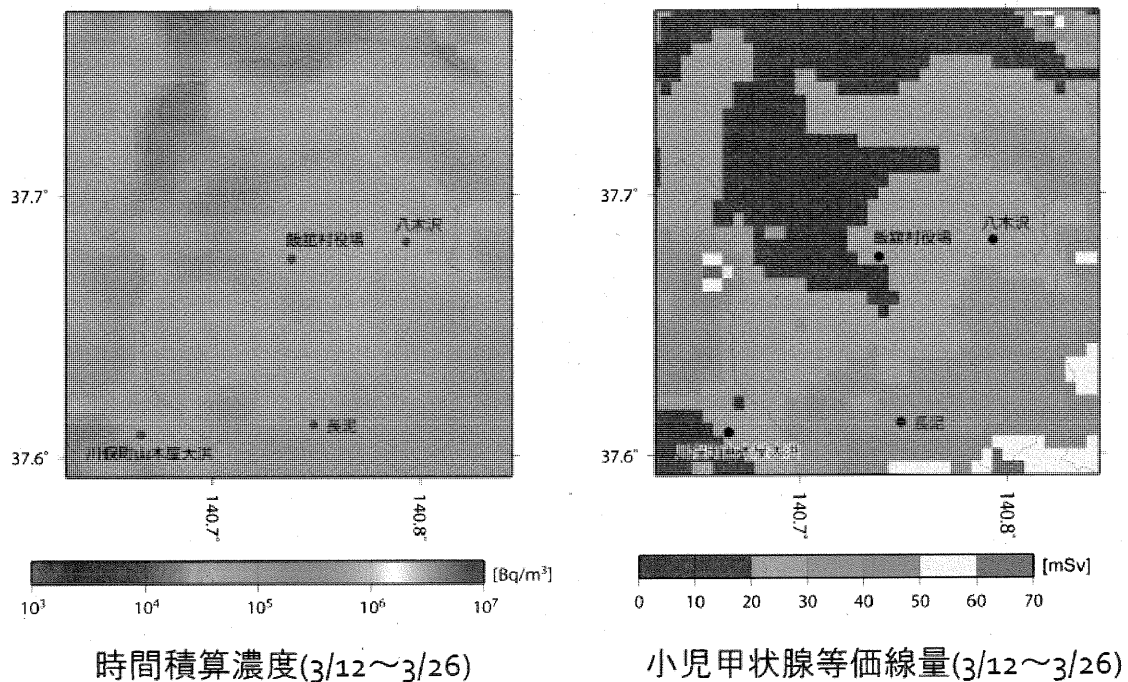 37.7°
37.6°
飯舘村役場
八木沢
長泥
川俣町山木屋大洪
140.7°
140.8°
[Bq/m³]
10³ 10⁴ 10⁵ 10⁶ 10⁷
時間積算濃度(3/12～3/26)
37.7°
37.6°
飯舘村役場
八木沢
長泥
140.7°
140.8°
[mSv]
0 10 20 30 40 50 60 70
小児甲状腺等価線量(3/12～3/26)